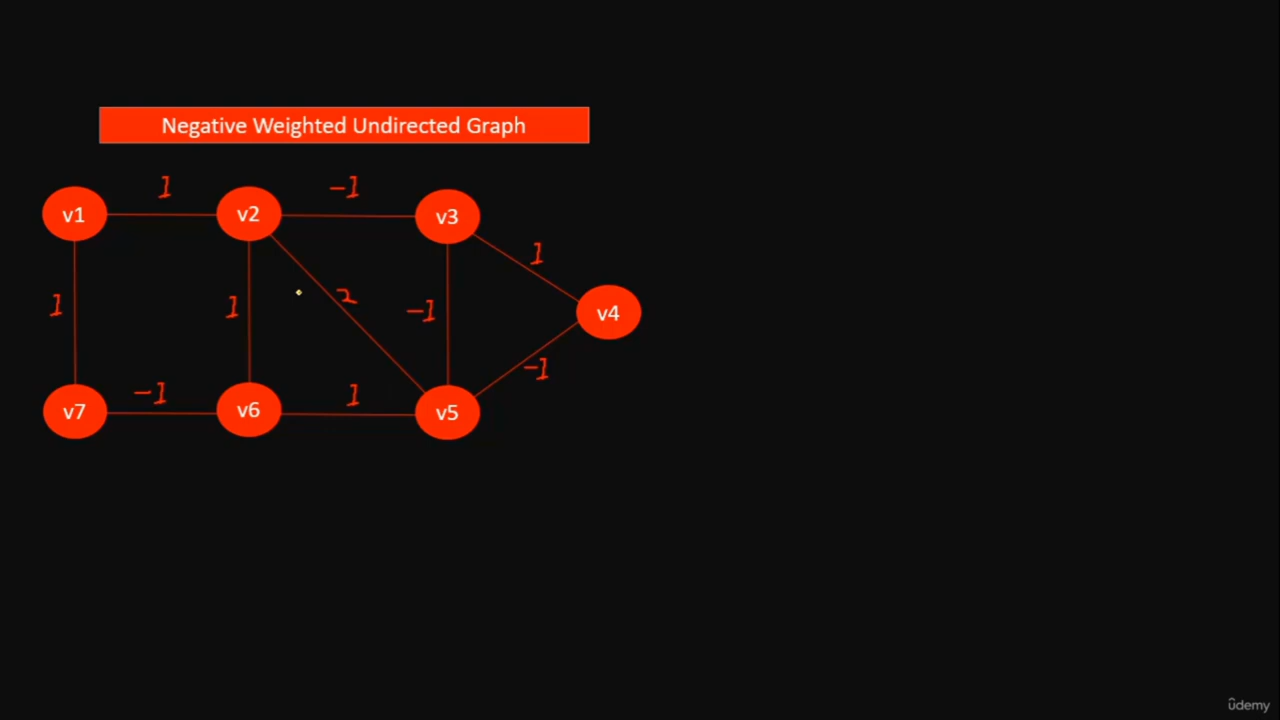 Negative Weighted Undirected Graph
1 -1
v1 v2 v3
1
1 1 2 -1 v4
-1
-1 1
v7 v6 v5
ûdemy